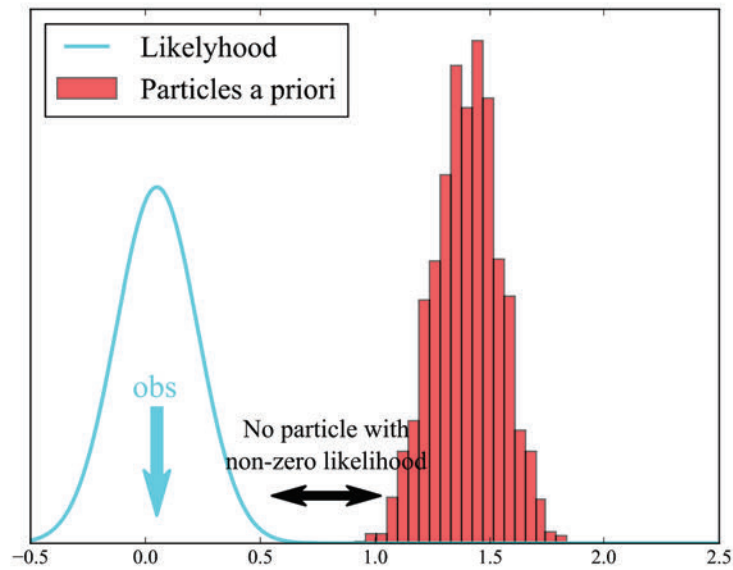 Likelyhood
Particles a priori
obs
No particle with
non-zero likelihood
−0.5 0.0 0.5 1.0 1.5 2.0 2.5